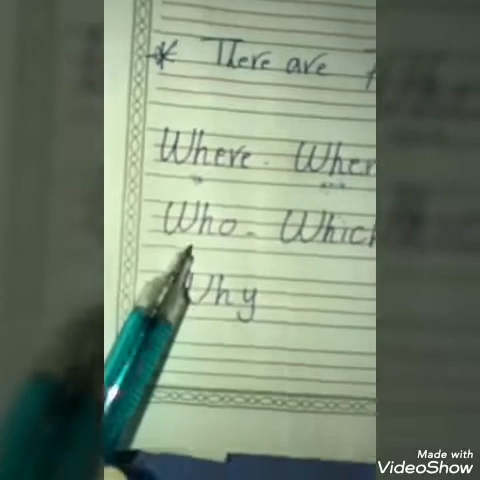 * There are
Where. When
Who - Which
Why
Made with
VideoShow